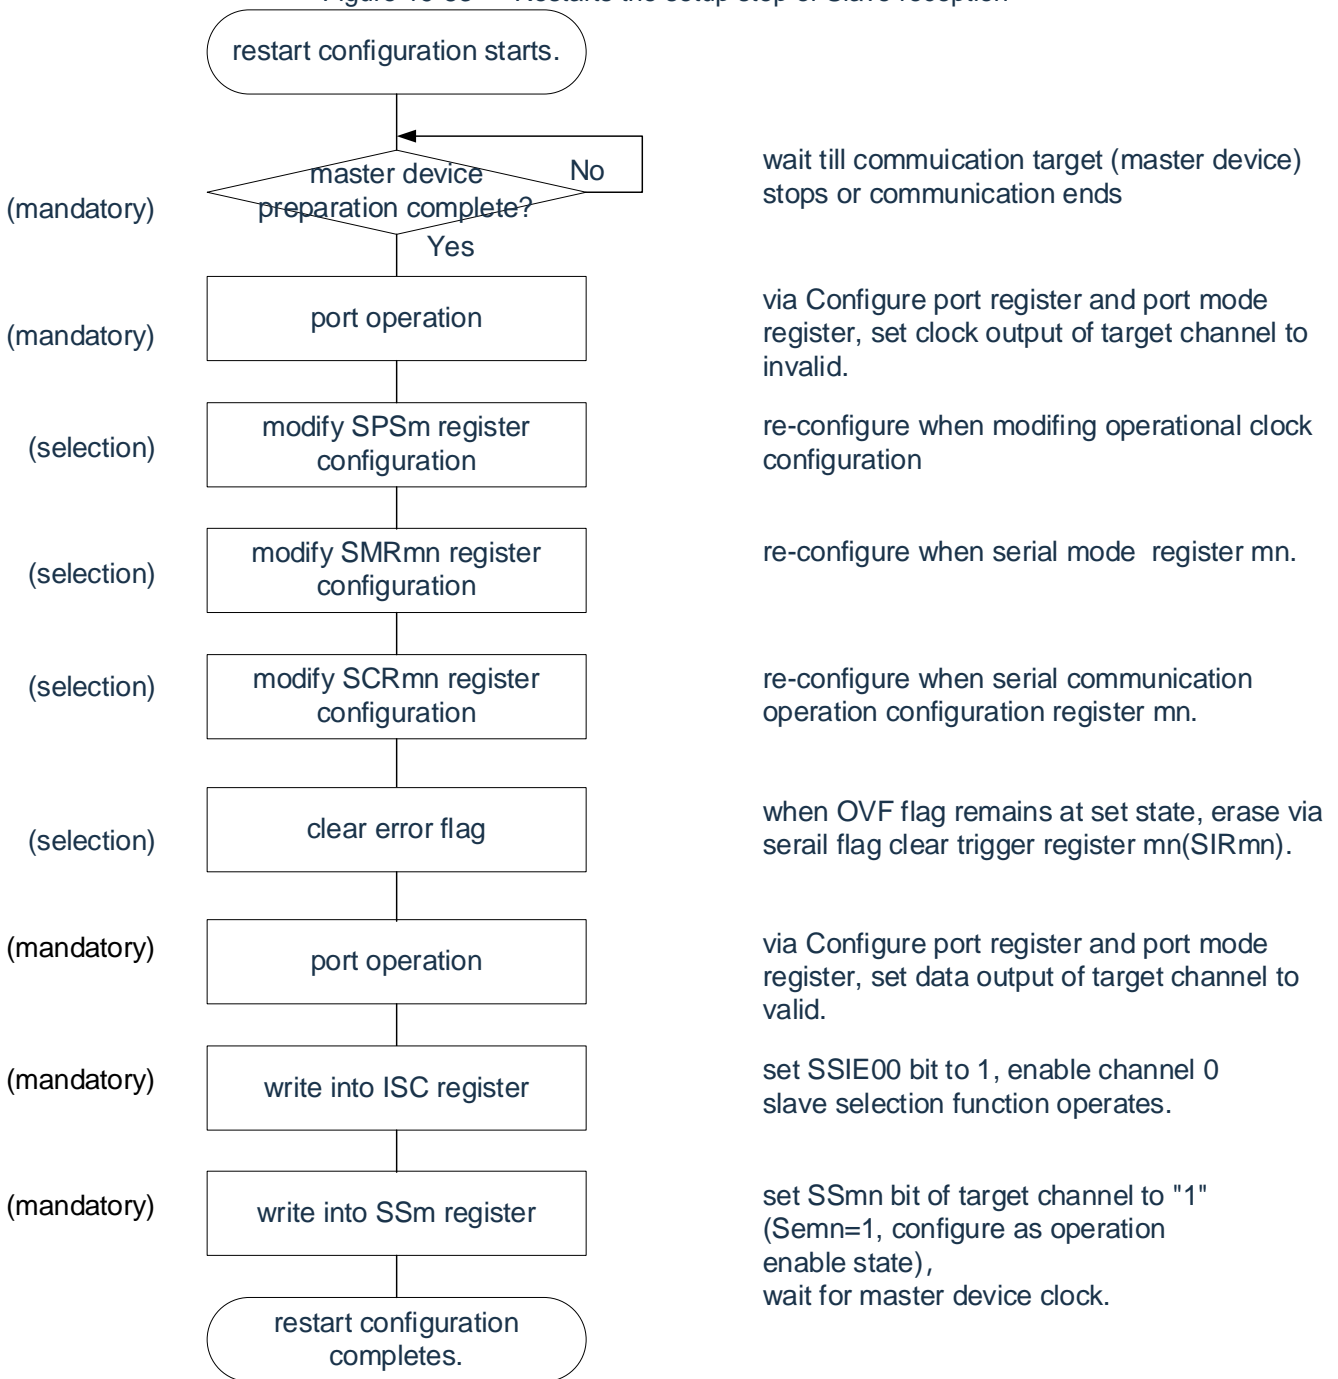 restart configuration starts.
master device
preparation complete?
No
Yes
(mandatory)
wait till commuication target (master device)
stops or communication ends
(mandatory)
port operation
via Configure port register and port mode
register, set clock output of target channel to
invalid.
(selection)
modify SPSm register
configuration
re-configure when modifing operational clock
configuration
(selection)
modify SMRmn register
configuration
re-configure when serial mode  register mn.
(selection)
modify SCRmn register
configuration
re-configure when serial communication
operation configuration register mn.
(selection)
clear error flag
when OVF flag remains at set state, erase via
serail flag clear trigger register mn(SIRmn).
(mandatory)
port operation
via Configure port register and port mode
register, set data output of target channel to
valid.
(mandatory)
write into ISC register
set SSIE00 bit to 1, enable channel 0
slave selection function operates.
(mandatory)
write into SSm register
set SSmn bit of target channel to "1"
(Semn=1, configure as operation
enable state),
wait for master device clock.
restart configuration
completes.